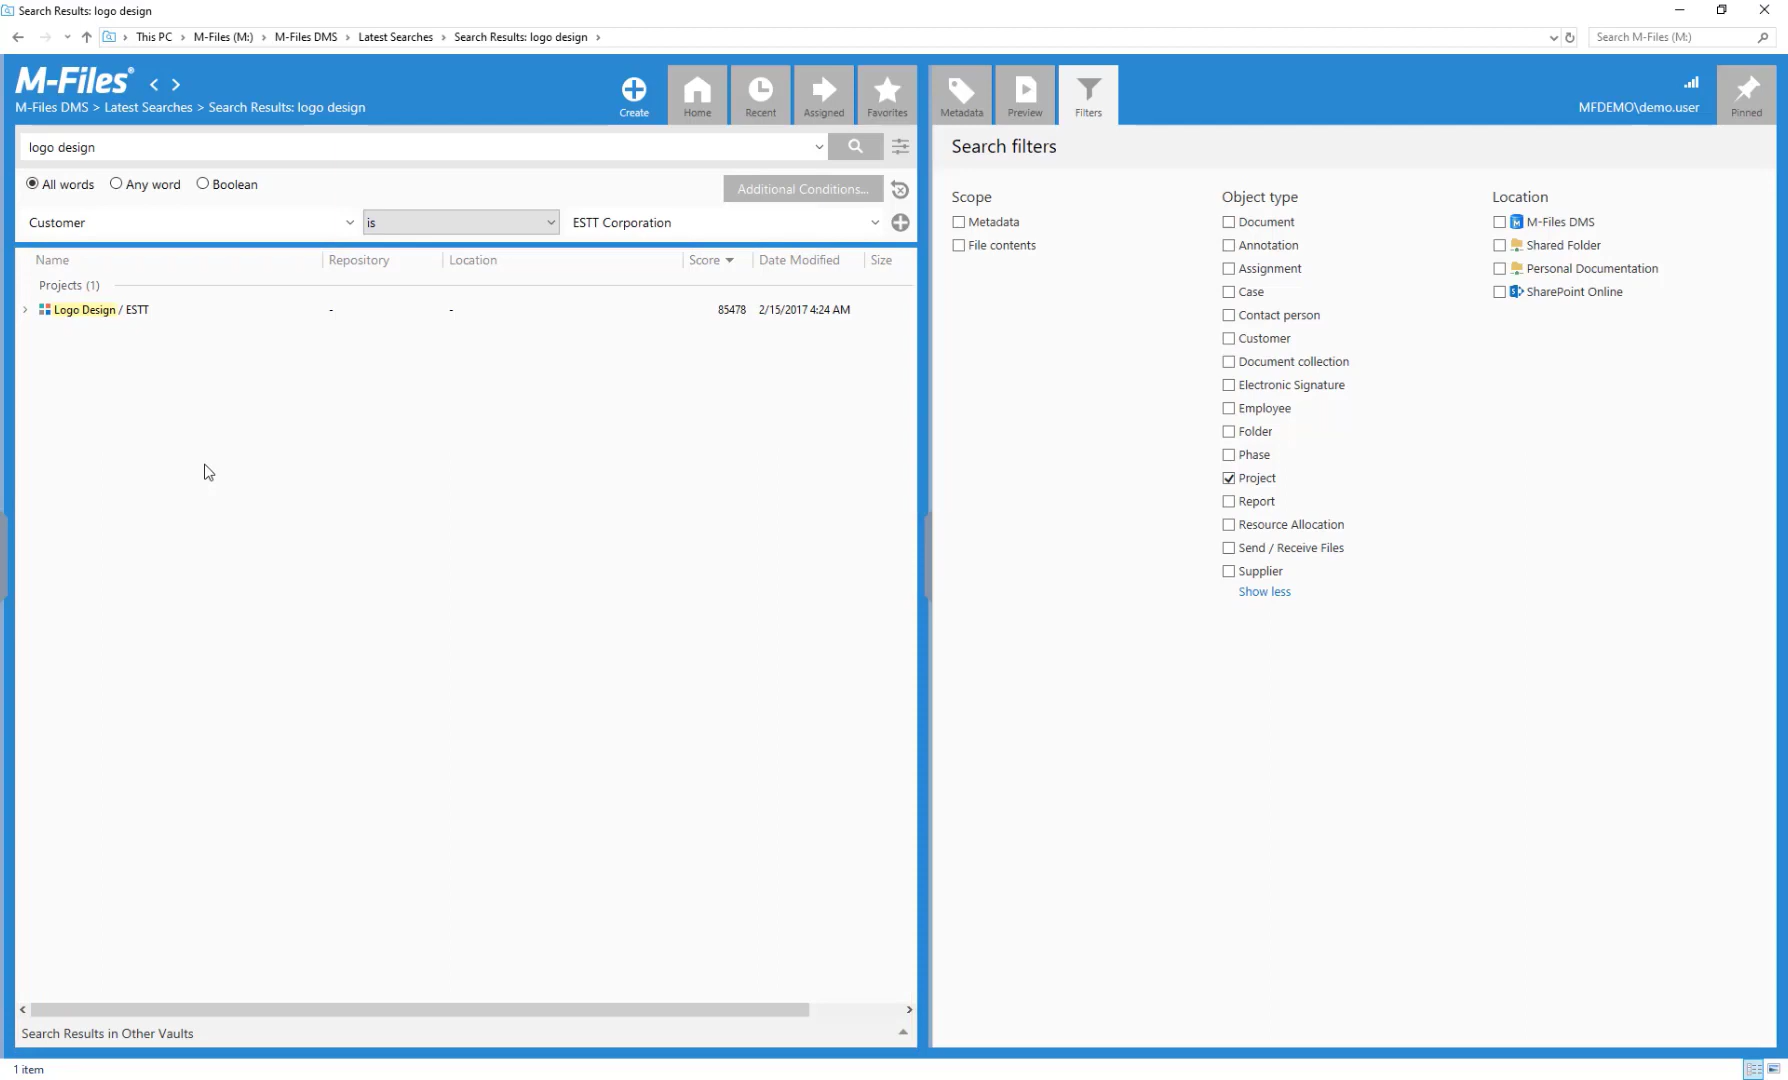 Search Results: logo design
This PC > M-Files (M:) > M-Files DMS > Latest Searches > Search Results: logo design >
Search M-Files (M:)
M-Files®
M-Files DMS > Latest Searches > Search Results: logo design
Create
Home
Recent
Assigned
Favorites
Metadata
Preview
Filters
MFDEMO\demo.user
Pinned
logo design
All words
Any word
Boolean
Additional Conditions...
Customer
is
ESTT Corporation
Name
Repository
Location
Score
Date Modified
Size
Projects (1)
Logo Design / ESTT - - 85478 2/15/2017 4:24 AM
Search Results in Other Vaults
1 item
Search filters
Scope
Metadata
File contents
Object type
Document
Annotation
Assignment
Case
Contact person
Customer
Document collection
Electronic Signature
Employee
Folder
Phase
Project
Report
Resource Allocation
Send / Receive Files
Supplier
Show less
Location
M-Files DMS
Shared Folder
Personal Documentation
SharePoint Online